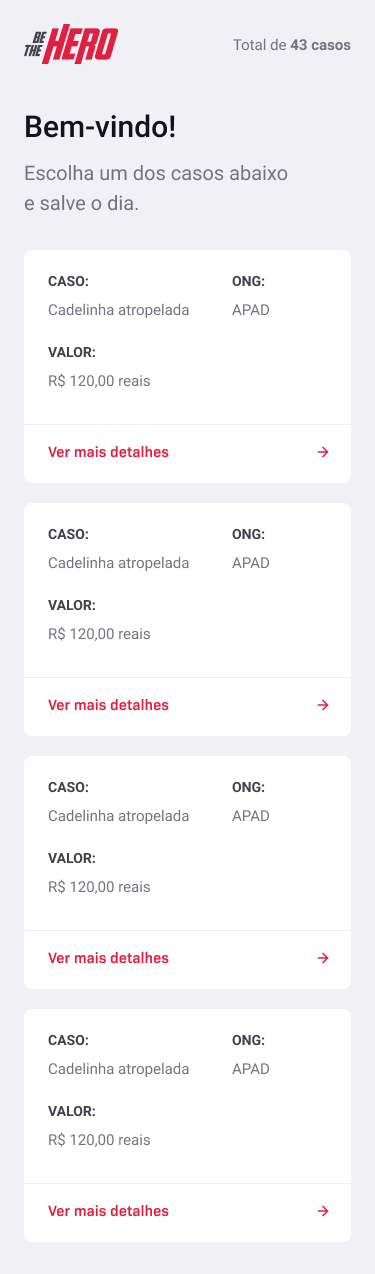 BE THE HERO
Total de 43 casos
Bem-vindo!
Escolha um dos casos abaixo
e salve o dia.
CASO: ONG:
Cadelinha atropelada APAD
VALOR:
R$ 120,00 reais
Ver mais detalhes
CASO: ONG:
Cadelinha atropelada APAD
VALOR:
R$ 120,00 reais
Ver mais detalhes
CASO: ONG:
Cadelinha atropelada APAD
VALOR:
R$ 120,00 reais
Ver mais detalhes
CASO: ONG:
Cadelinha atropelada APAD
VALOR:
R$ 120,00 reais
Ver mais detalhes